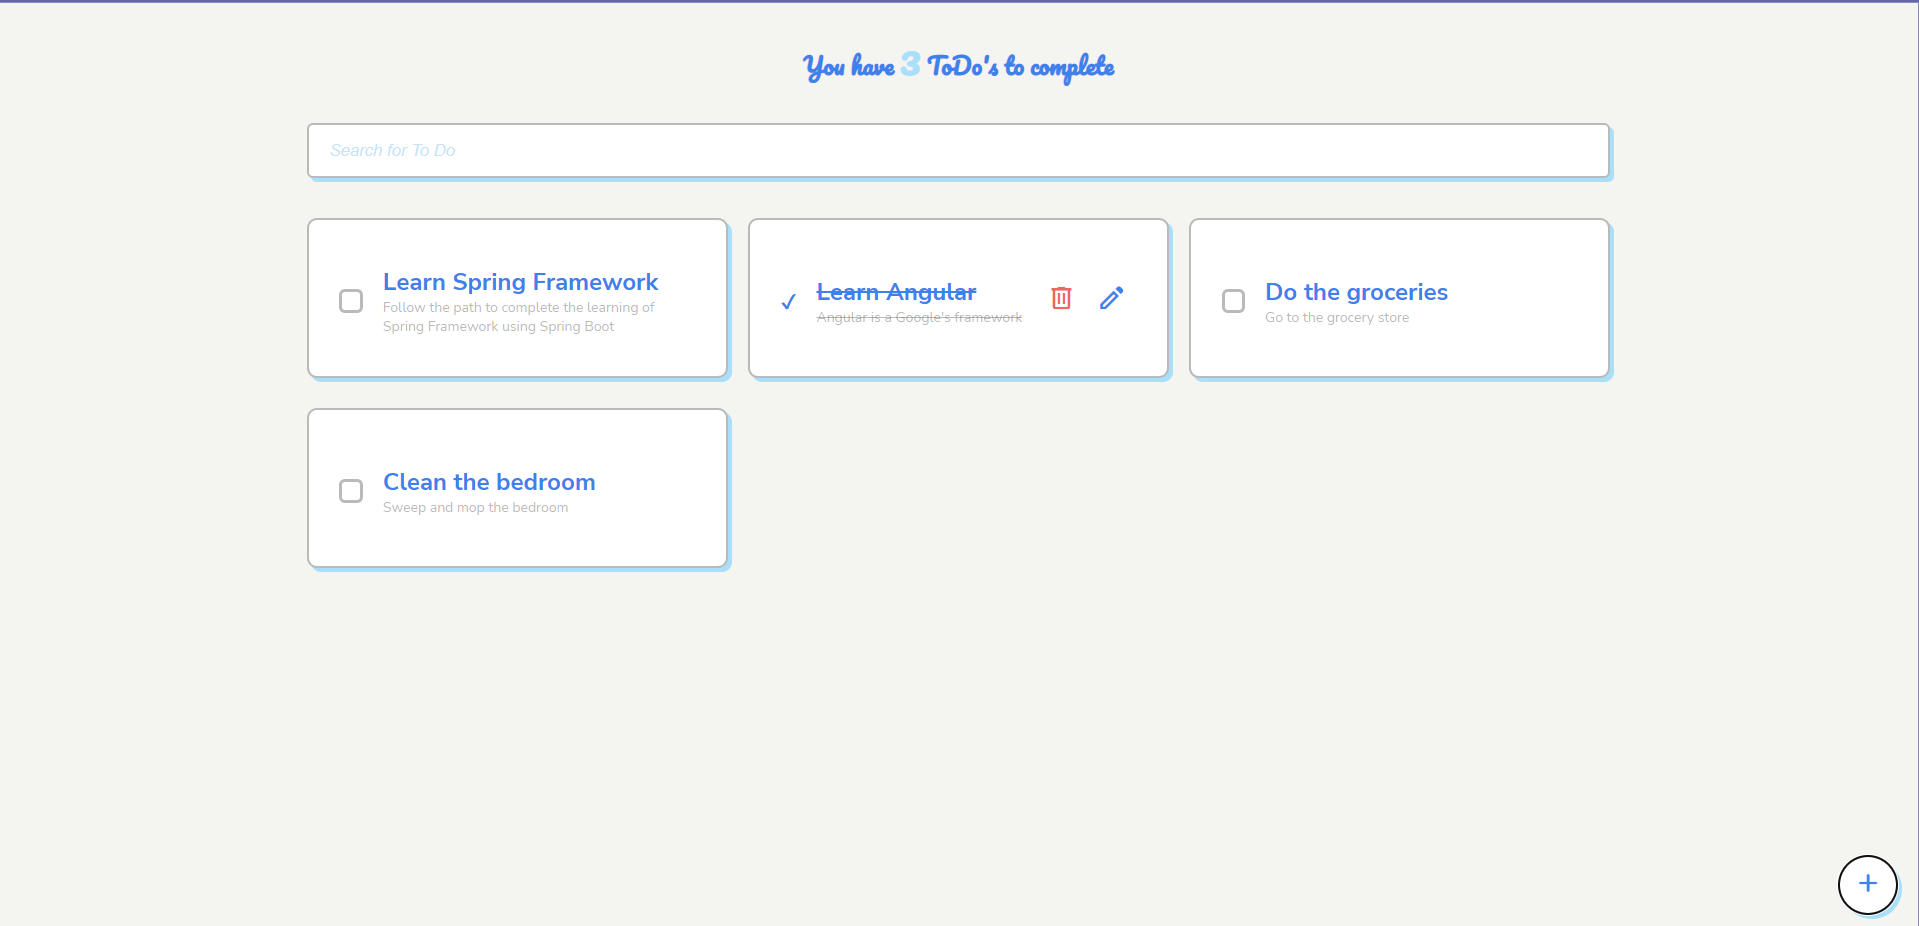 You have 3 ToDo's to complete
Search for To Do
Learn Spring Framework
Follow the path to complete the learning of
Spring Framework using Spring Boot
Learn Angular
Angular is a Google's framework
Do the groceries
Go to the grocery store
Clean the bedroom
Sweep and mop the bedroom